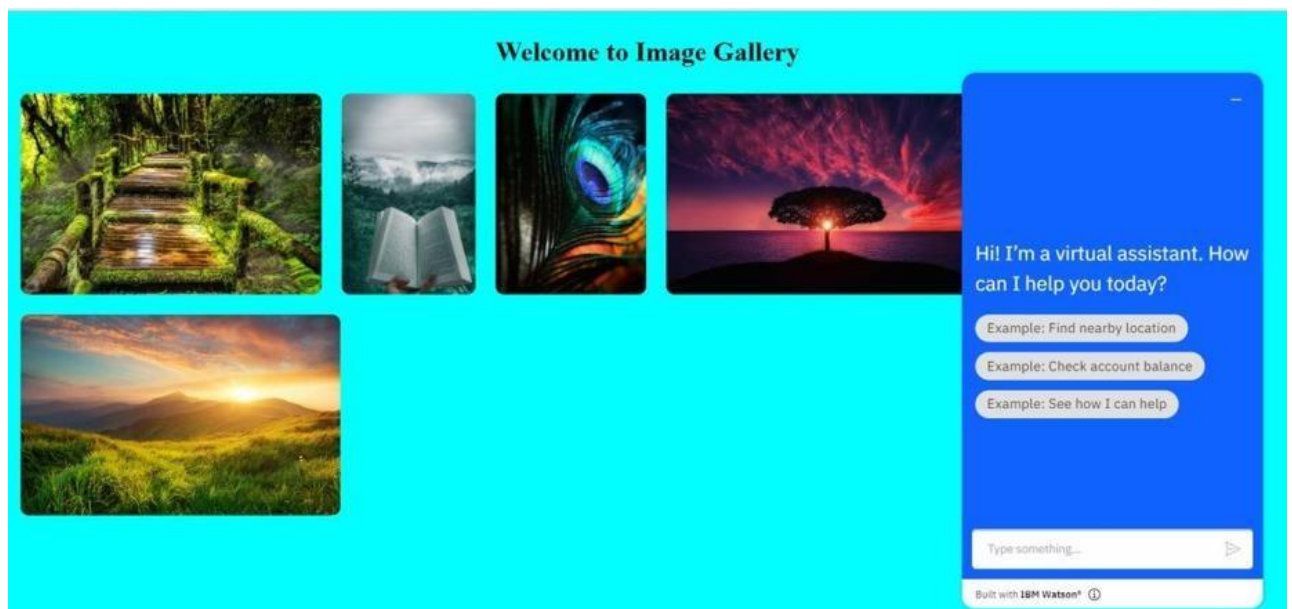 Welcome to Image Gallery
Hi! I'm a virtual assistant. How
can I help you today?
Example: Find nearby location
Example: Check account balance
Example: See how I can help
Type something...
Built with IBM Watson®